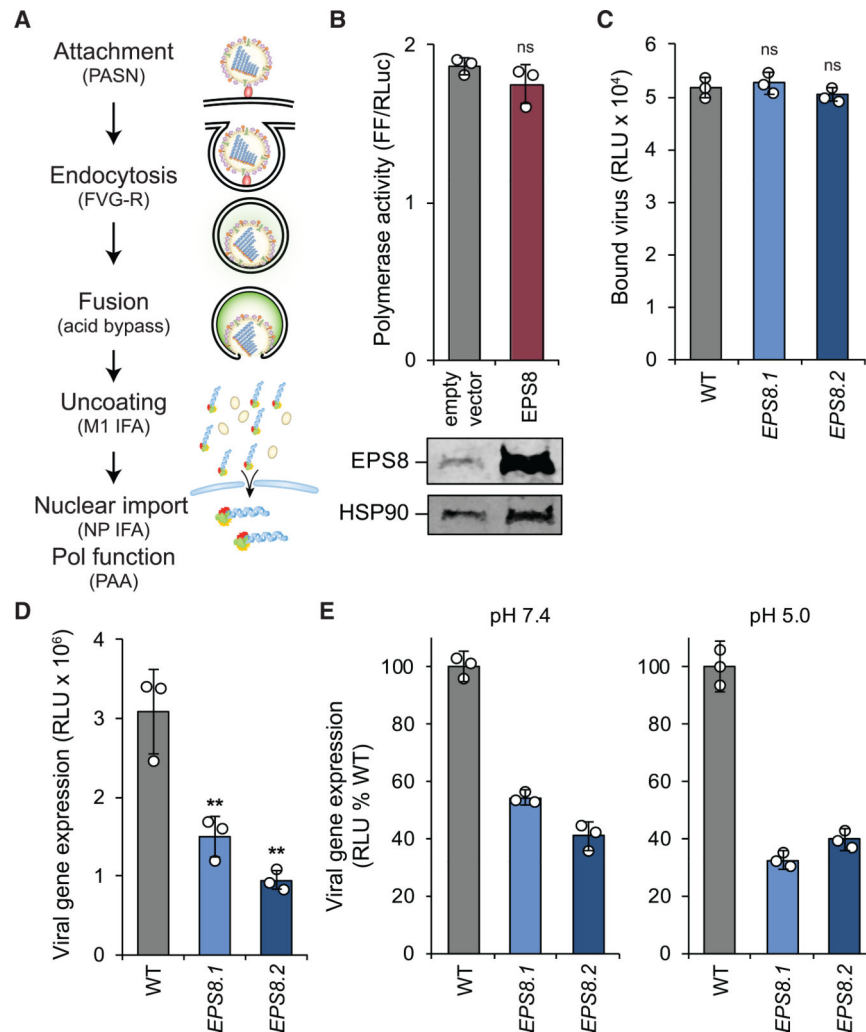 A
Attachment
(PASN)
Endocytosis
(FVG-R)
Fusion
(acid bypass)
Uncoating
(M1 IFA)
Nuclear import
(NP IFA)
Pol function
(PAA)
B
Polymerase activity (FF/RLuc)
2
1
0
ns
empty
vector
EPS8
EPS8
HSP90
C
Bound virus (RLU x 10⁴)
6
5
4
3
2
1
0
ns
ns
WT
EPS8.1
EPS8.2
D
Viral gene expression (RLU x 10⁶)
4
3
2
1
0
**
**
WT
EPS8.1
EPS8.2
E
pH 7.4
pH 5.0
Viral gene expression
(RLU % WT)
100
80
60
40
20
0
WT
EPS8.1
EPS8.2
100
80
60
40
20
0
WT
EPS8.1
EPS8.2